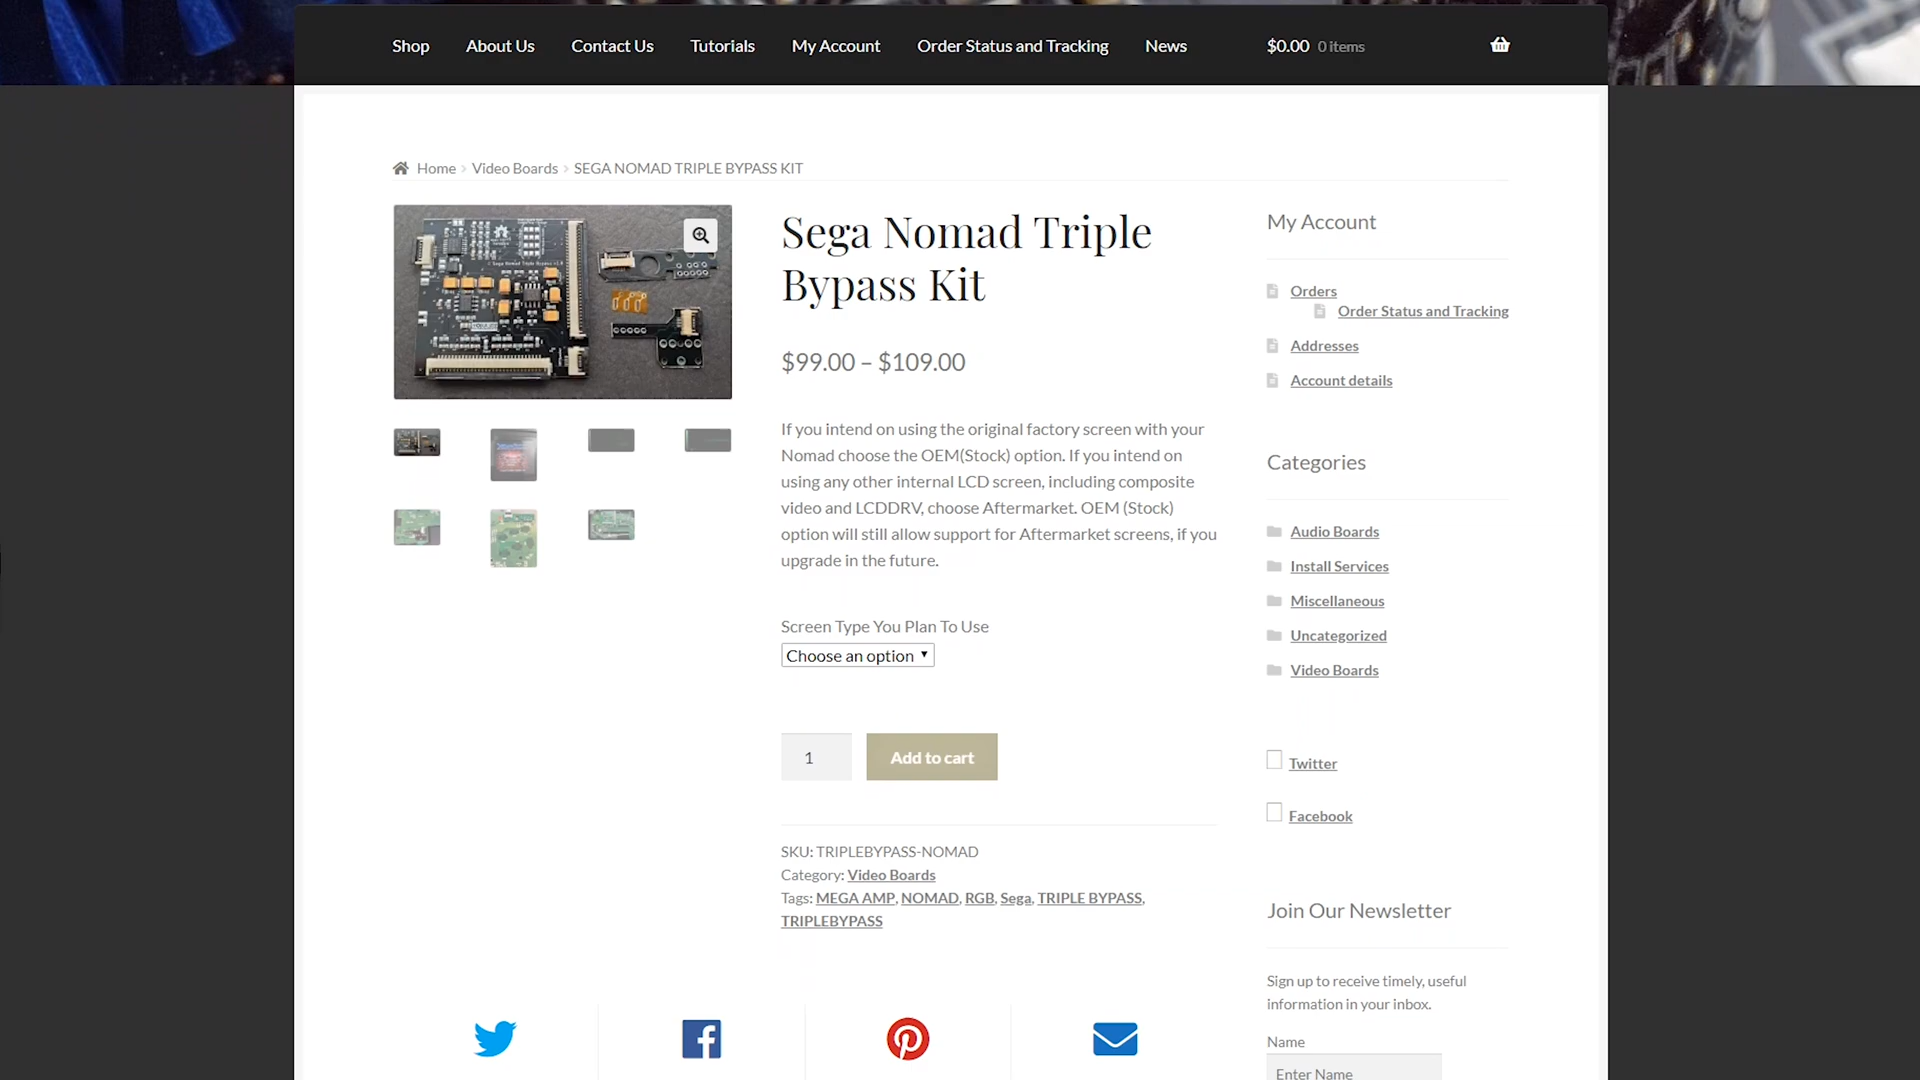 Shop About Us Contact Us Tutorials My Account Order Status and Tracking News $0.00 0 items
Home Video Boards SEGA NOMAD TRIPLE BYPASS KIT
Sega Nomad Triple
Bypass Kit
$99.00 – $109.00
If you intend on using the original factory screen with your
Nomad choose the OEM(Stock) option. If you intend on
using any other internal LCD screen, including composite
video and LCDDRV, choose Aftermarket. OEM (Stock)
option will still allow support for Aftermarket screens, if you
upgrade in the future.
Screen Type You Plan To Use
Choose an option
1 Add to cart
SKU: TRIPLEBYPASS-NOMAD
Category: Video Boards
Tags: MEGA AMP, NOMAD, RGB, Sega, TRIPLE BYPASS,
TRIPLEBYPASS
My Account
Orders
Order Status and Tracking
Addresses
Account details
Categories
Audio Boards
Install Services
Miscellaneous
Uncategorized
Video Boards
Twitter
Facebook
Join Our Newsletter
Sign up to receive timely, useful
information in your inbox.
Name
Enter Name